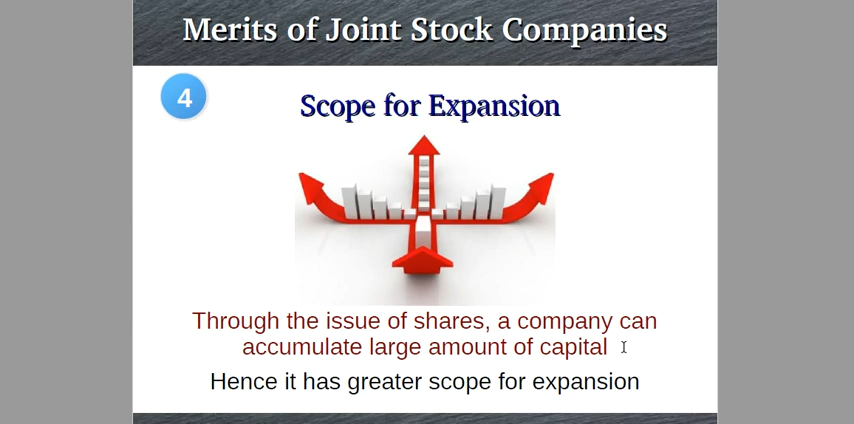 Merits of Joint Stock Companies
4
Scope for Expansion
Through the issue of shares, a company can
accumulate large amount of capital
Hence it has greater scope for expansion